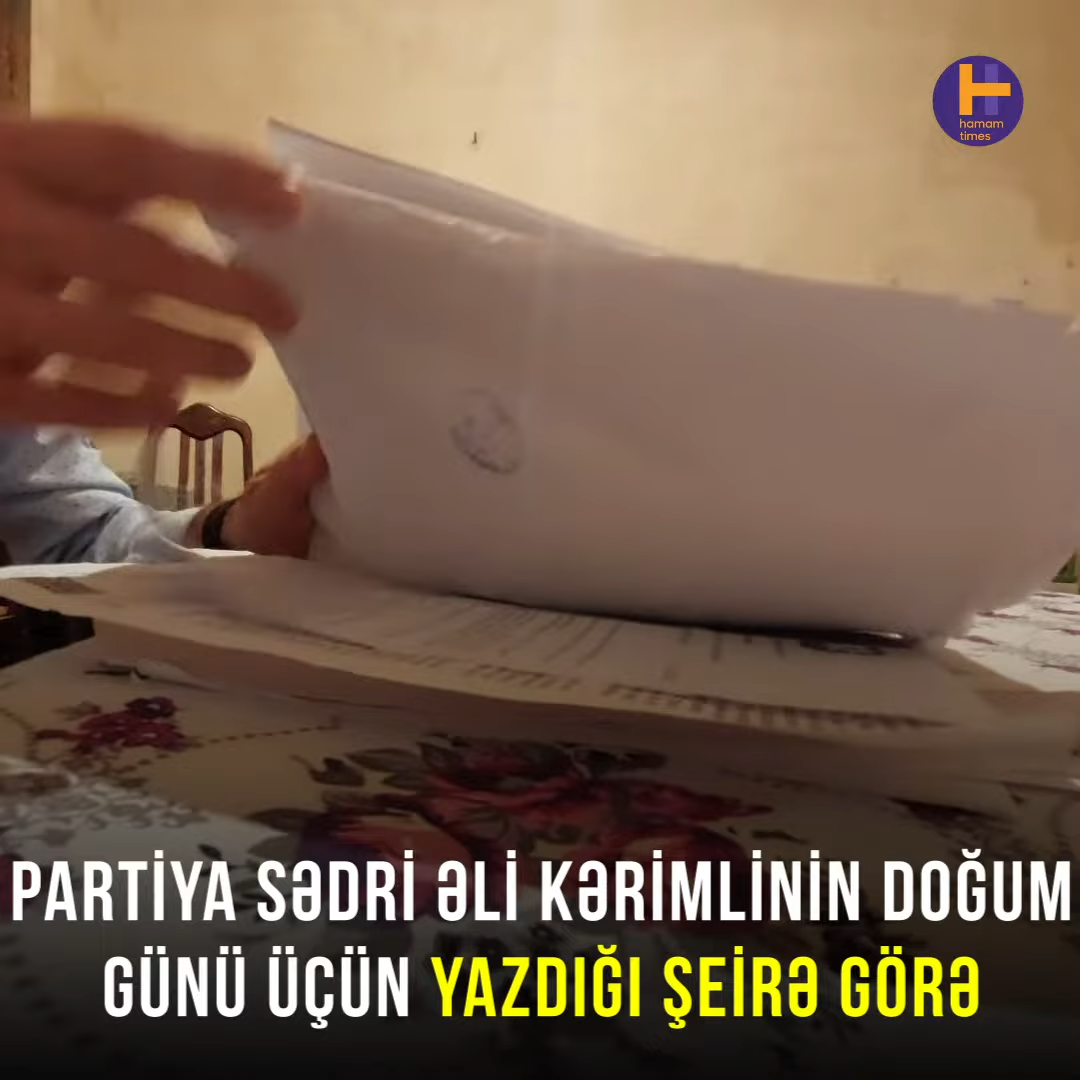 hamam
times
PARTİYA SƏDRİ ƏLİ KƏRİMLİNİN DOĞUM
GÜNÜ ÜÇÜN YAZDIĞI ŞEİRƏ GÖRƏ